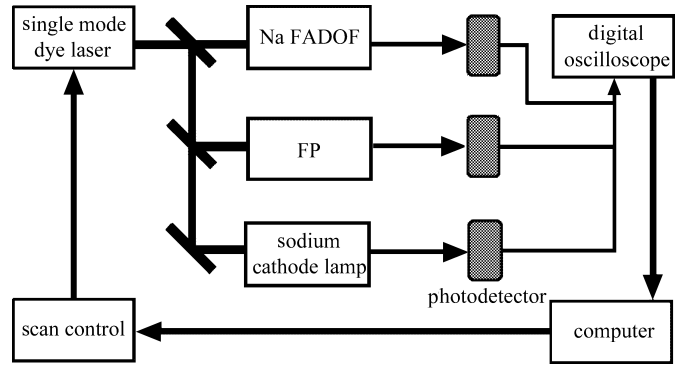 single mode
dye laser
Na FADOF
digital
oscilloscope
FP
sodium
cathode lamp
photodetector
scan control
computer